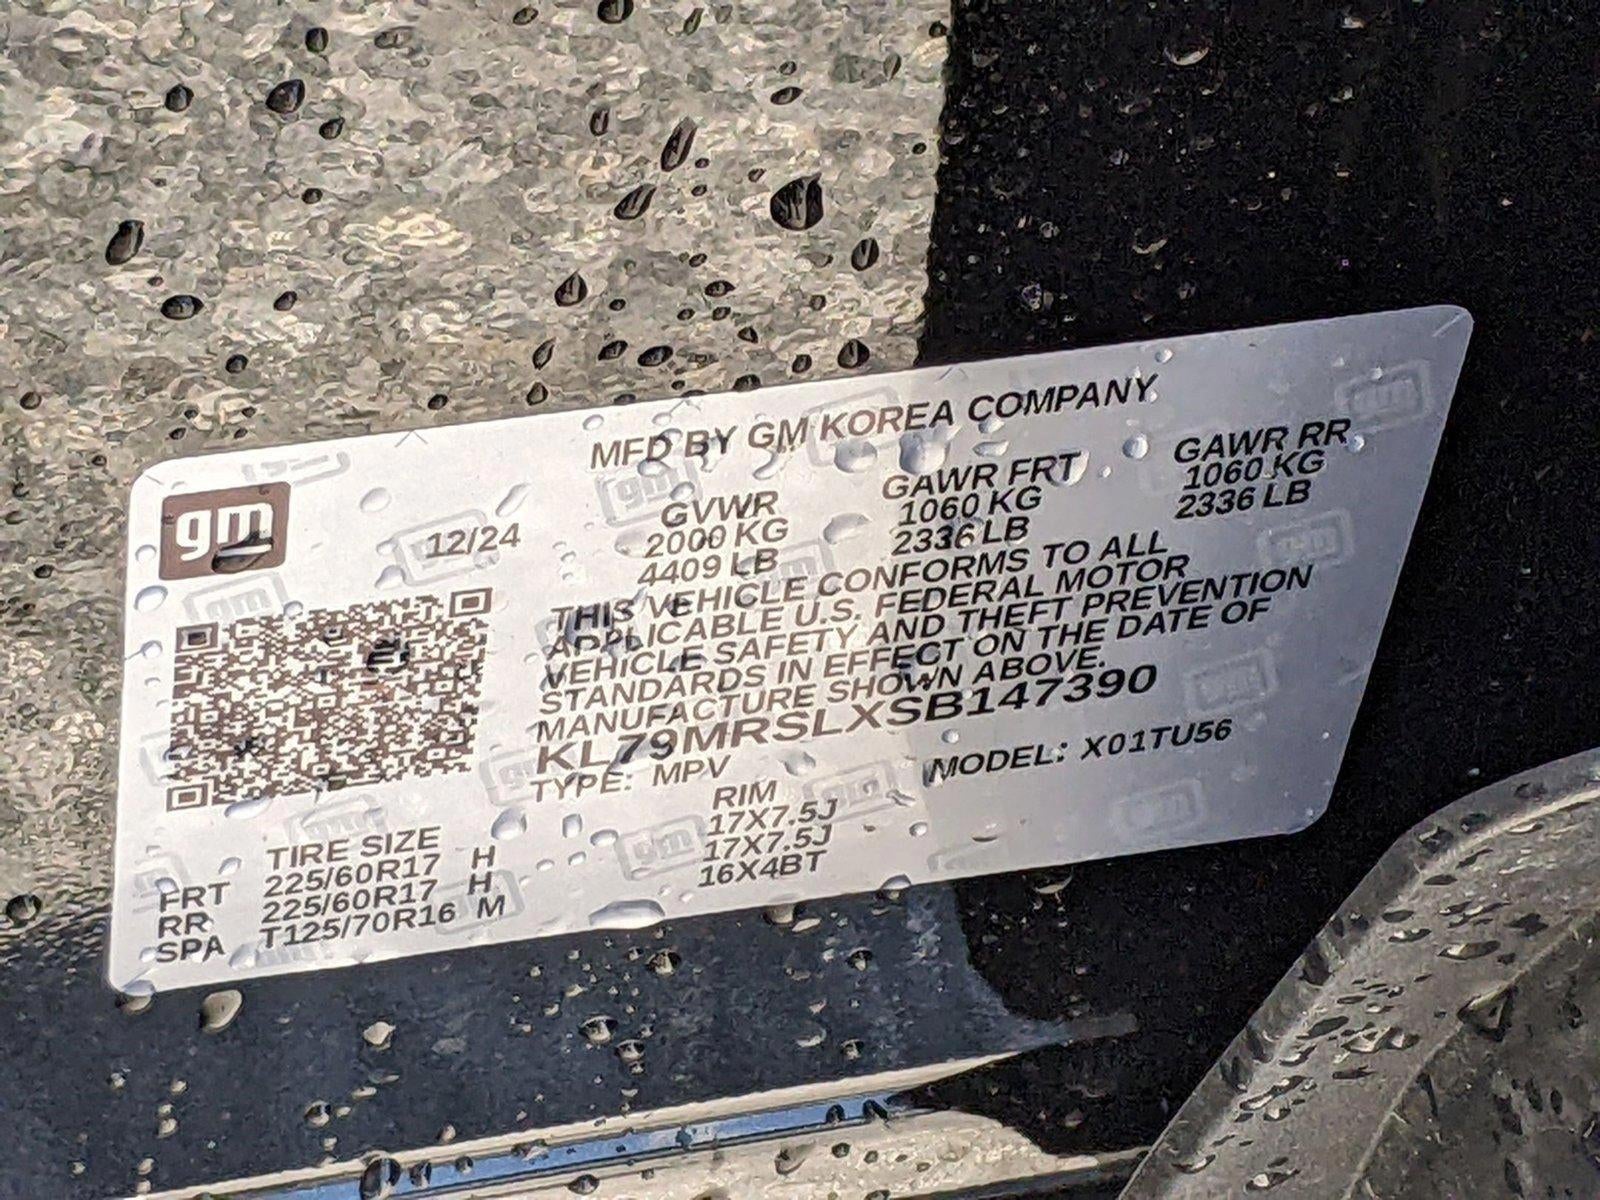 MFD BY GM KOREA COMPANY
gm
12/24
GVWR
2000 KG
4409 LB
GAWR FRT
1060 KG
2336 LB
GAWR RR
1060 KG
2336 LB
THIS VEHICLE CONFORMS TO ALL
APPLICABLE U.S. FEDERAL MOTOR
VEHICLE SAFETY AND THEFT PREVENTION
STANDARDS IN EFFECT ON THE DATE OF
MANUFACTURE SHOWN ABOVE.
KL79MRSLXSB147390
TYPE: MPV MODEL: X01TU56
TIRE SIZE RIM
FRT 225/60R17 H 17X7.5J
RR 225/60R17 H 17X7.5J
SPA T125/70R16 M 16X4BT